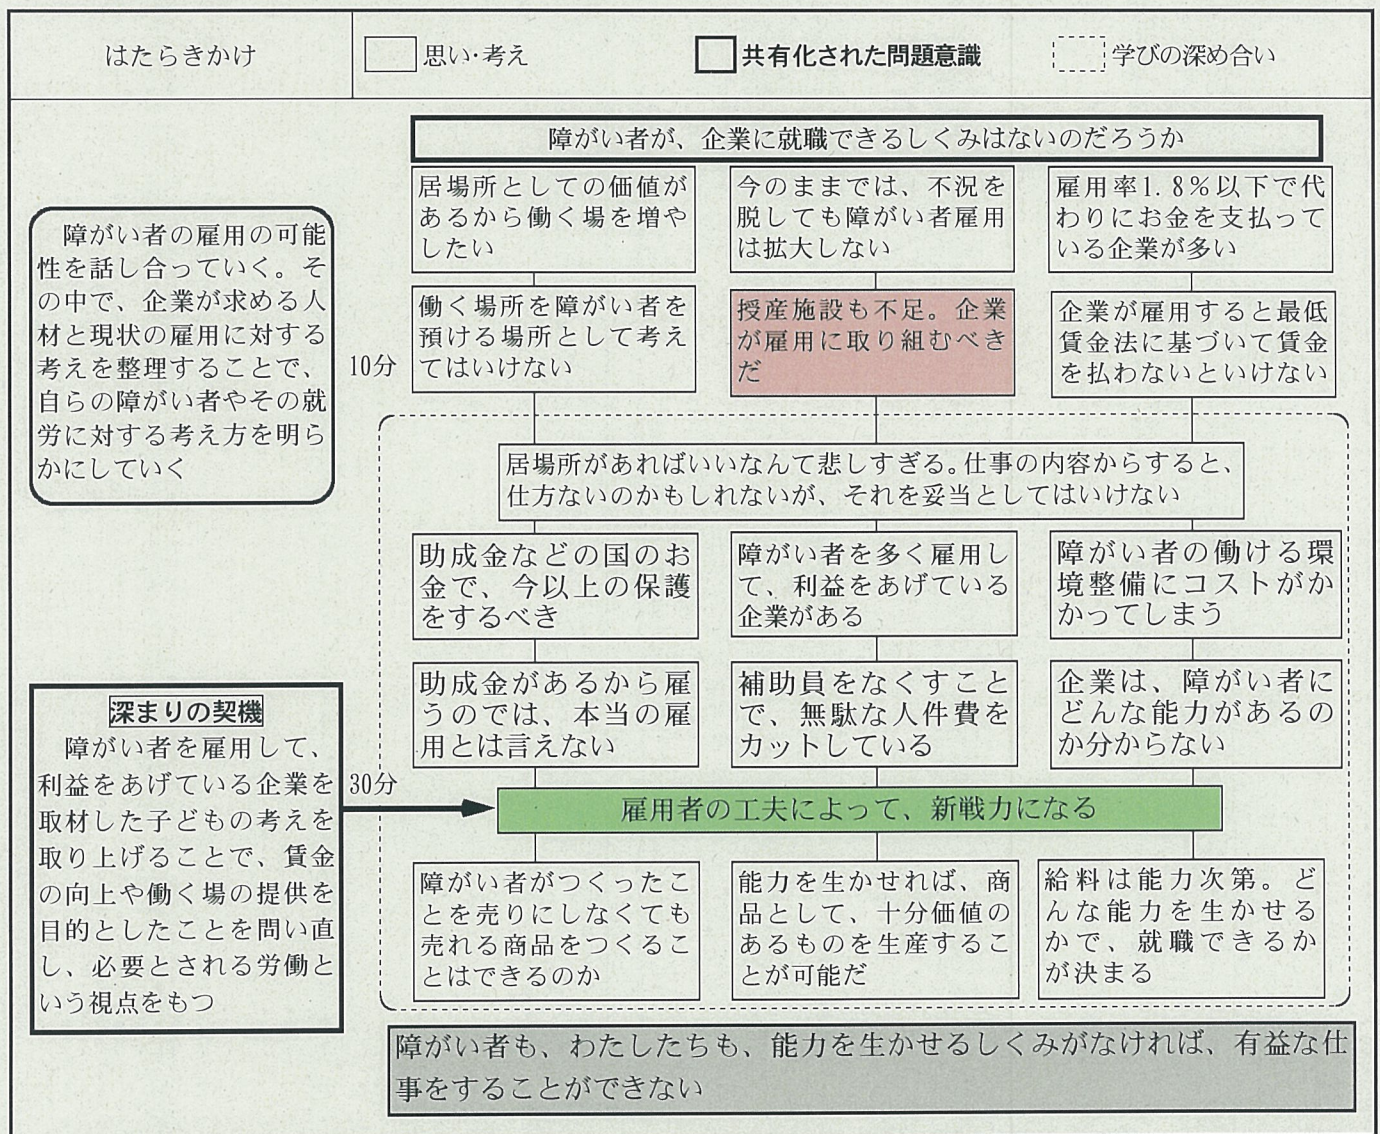 はたらきかけ
思い・考え
共有化された問題意識
学びの深め合い
障がい者が、企業に就職できるしくみはないのだろうか
居場所としての価値が
あるから働く場を増や
したい
今のままでは、不況を
脱しても障がい者雇用
は拡大しない
雇用率1.8%以下で代
わりにお金を支払って
いる企業が多い
障がい者の雇用の可能
性を話し合っていく。そ
の中で、企業が求める人
材と現状の雇用に対する
考えを整理することで、
自らの障がい者やその就
労に対する考え方を明ら
かにしていく
10分
働く場所を障がい者を
預ける場所として考え
てはいけない
授産施設も不足。企業
が雇用に取り組むべき
だ
企業が雇用すると最低
賃金法に基づいて賃金
を払わないといけない
居場所があればいいなんて悲しすぎる。仕事の内容からすると、
仕方ないのかもしれないが、それを妥当としてはいけない
助成金などの国のお
金で、今以上の保護
をするべき
障がい者を多く雇用し
て、利益をあげている
企業がある
障がい者の働ける環
境整備にコストがか
かってしまう
助成金があるから雇
うのでは、本当の雇
用とは言えない
補助員をなくすこと
で、無駄な人件費を
カットしている
企業は、障がい者に
どんな能力があるの
か分からない
深まりの契機
障がい者を雇用して、
利益をあげている企業を
取材した子どもの考えを
取り上げることで、賃金
の向上や働く場の提供を
目的としたことを問い直
し、必要とされる労働と
いう視点をもつ
30分
雇用者の工夫によって、新戦力になる
障がい者がつくったこ
とを売りにしなくても
売れる商品をつくるこ
とはできるのか
能力を生かせれば、商
品として、十分価値の
あるものを生産するこ
とが可能だ
給料は能力次第。ど
んな能力を生かせる
かで、就職できるか
が決まる
障がい者も、わたしたちも、能力を生かせるしくみがなければ、有益な仕
事をすることができない